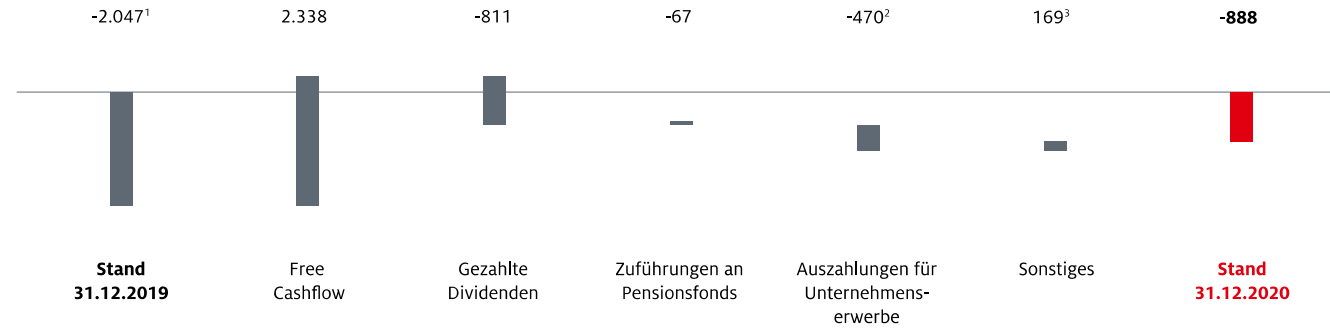 -2.047¹ 2.338 -811 -67 -470² 169³ -888
Stand Free Gezahlte Zuführungen an Auszahlungen für Sonstiges Stand
31.12.2019 Cashflow Dividenden Pensionsfonds Unternehmens- 31.12.2020
erwerbe